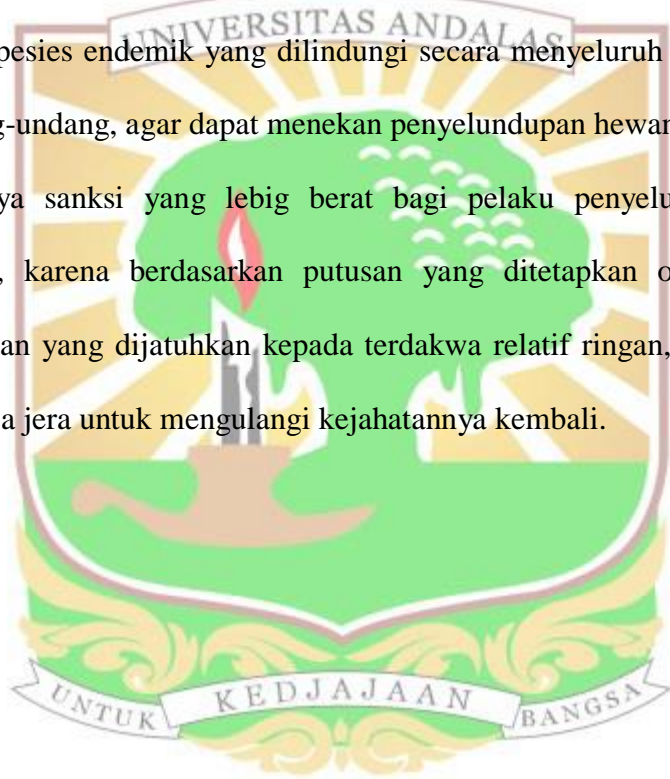 UNIVERSITAS ANDALAS
pesies endemik yang dilindungi secara menyeluruh
g-undang, agar dapat menekan penyelundupan hewan
ya sanksi yang lebig berat bagi pelaku penyelu
, karena berdasarkan putusan yang ditetapkan o
an yang dijatuhkan kepada terdakwa relatif ringan,
a jera untuk mengulangi kejahatannya kembali.
UNTUK KEDJAJAAN BANGSA